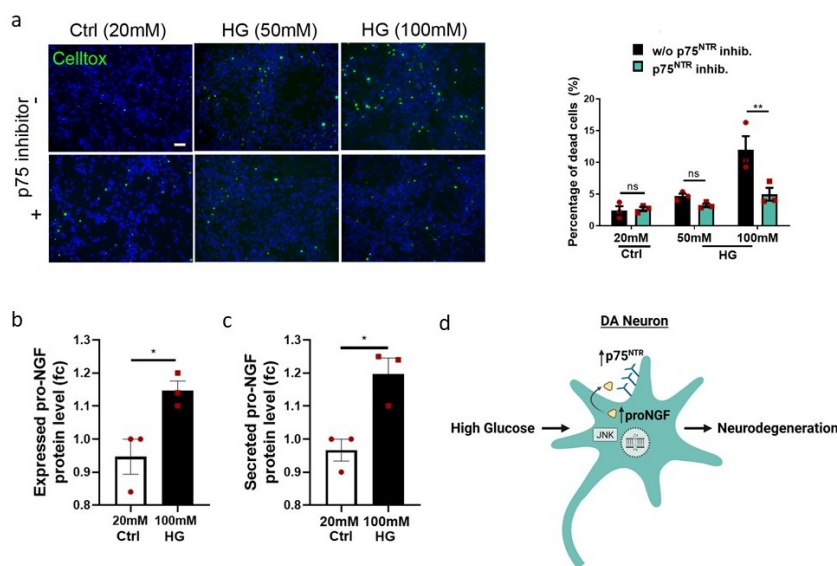 a
Ctrl (20mM)
HG (50mM)
HG (100mM)
Celltox
p75 inhibitor
-
+
w/o p75NTR inhib.
p75NTR inhib.
Percentage of dead cells (%)
20
15
10
5
0
ns
ns
**
20mM
50mM
100mM
Ctrl
HG
b
Expressed pro-NGF
protein level (fc)
1.3
1.2
1.1
1.0
0.9
0.8
*
20mM
Ctrl
100mM
HG
c
Secreted pro-NGF
protein level (fc)
1.3
1.2
1.1
1.0
0.9
0.8
*
20mM
Ctrl
100mM
HG
d
DA Neuron
↑p75NTR
↑proNGF
JNK
High Glucose
Neurodegeneration